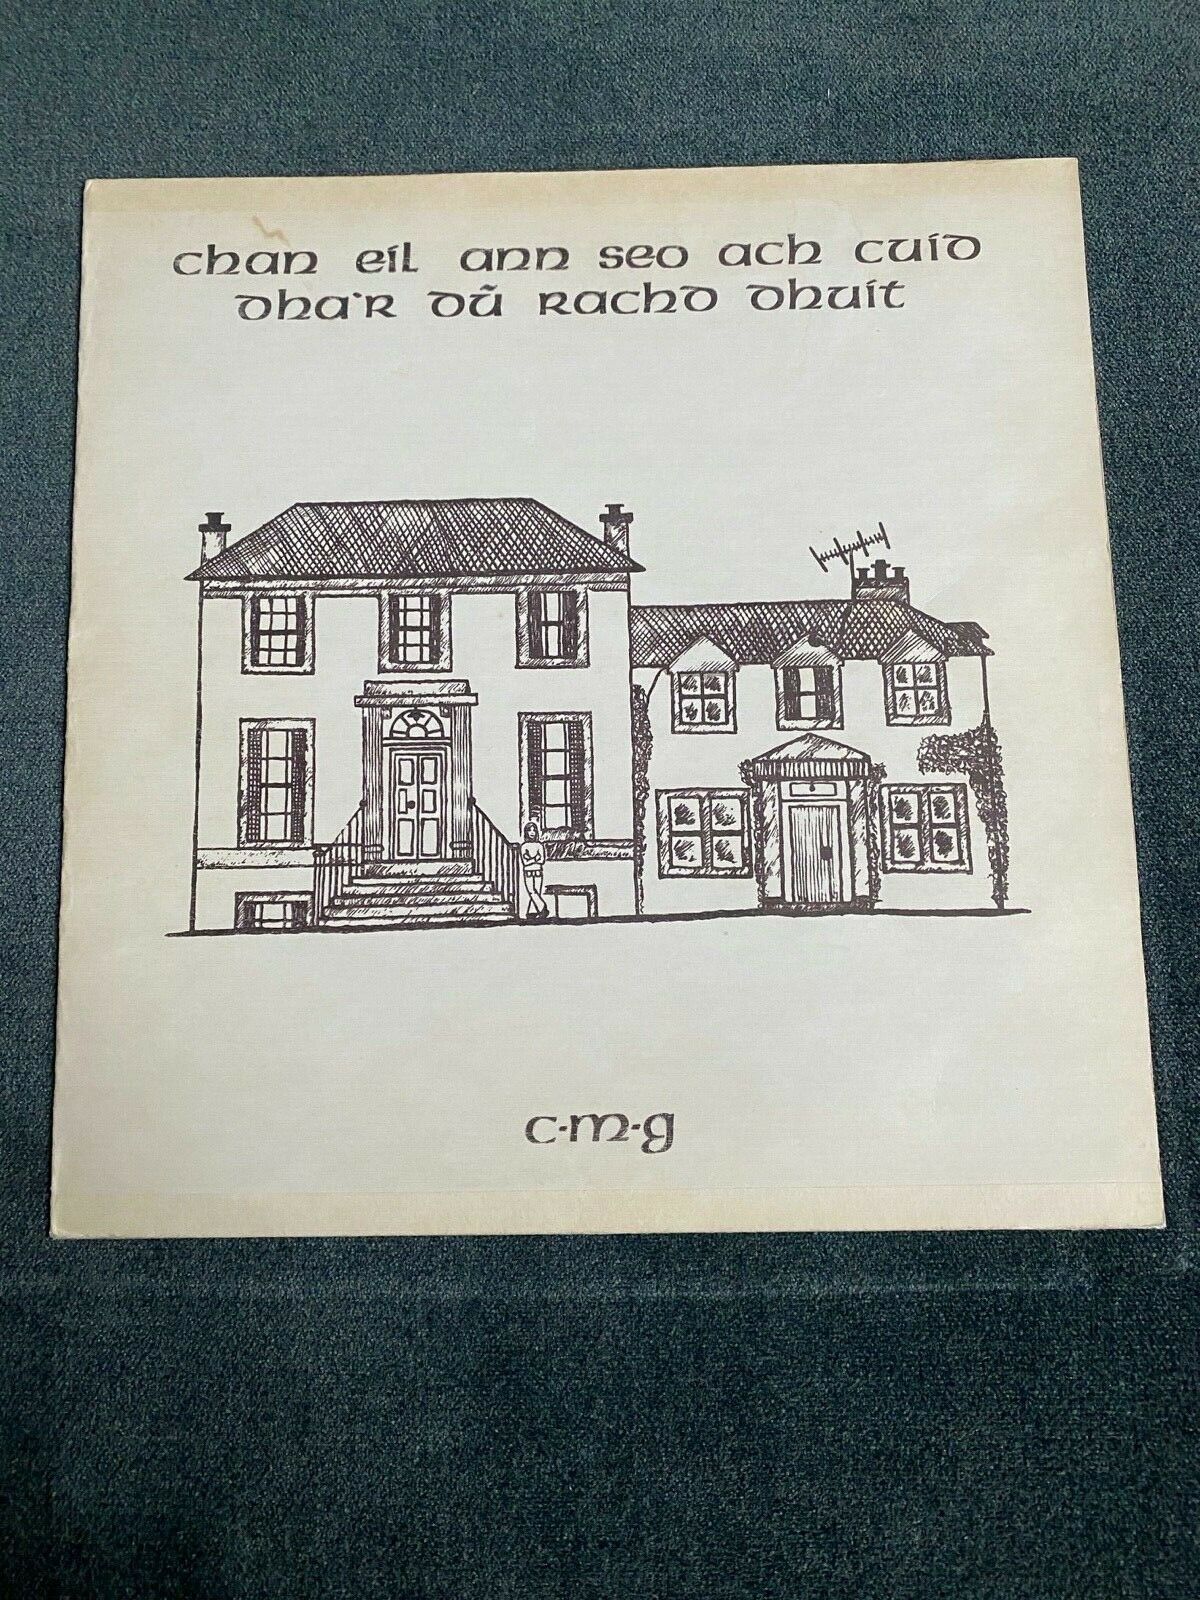 chan eil ann seo ach cuid
dha'r dũ rachd dhuit
c-m-g